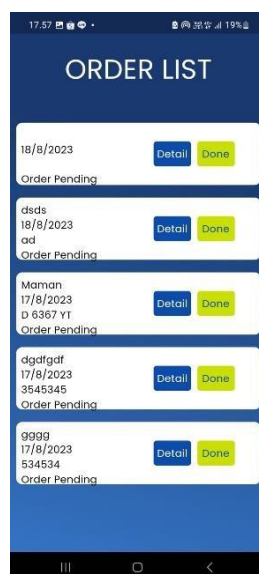 17.57
19%
ORDER LIST
18/8/2023
Detail Done
Order Pending
dsds
18/8/2023
ad
Detail Done
Order Pending
Maman
17/8/2023
D 6367 YT
Detail Done
Order Pending
dgdfgdf
17/8/2023
3545345
Detail Done
Order Pending
gggg
17/8/2023
534534
Detail Done
Order Pending